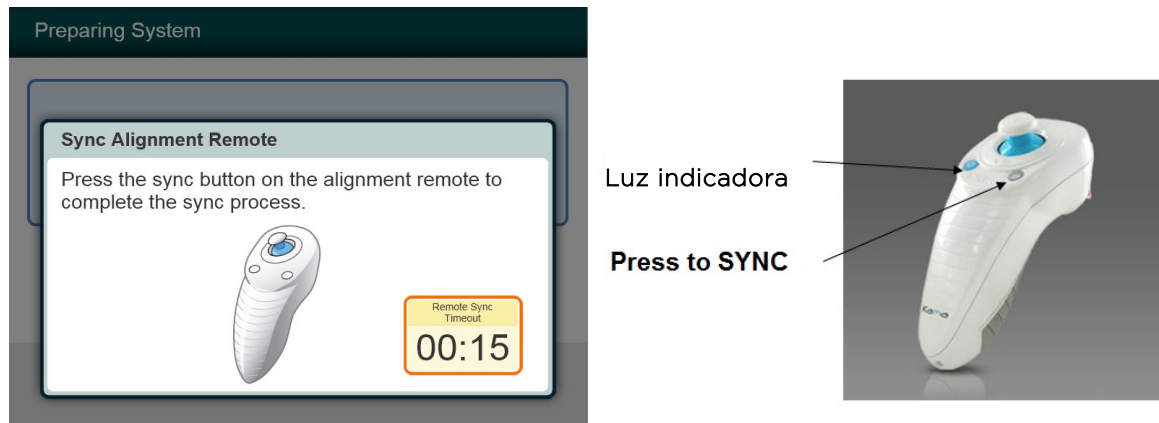 Preparing System
Sync Alignment Remote
Press the sync button on the alignment remote to
complete the sync process.
Remote Sync
Timeout
00:15
Luz indicadora
Press to SYNC
Kama